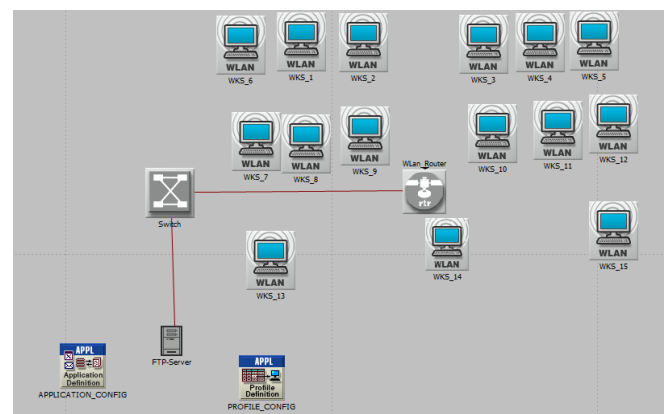 WLAN
WKS_6
WLAN
WKS_1
WLAN
WKS_2
WLAN
WKS_3
WLAN
WKS_4
WLAN
WKS_5
WLAN
WKS_7
WLAN
WKS_8
WLAN
WKS_9
WLan_Router
rtr
WLAN
WKS_10
WLAN
WKS_11
WLAN
WKS_12
Switch
WLAN
WKS_13
WLAN
WKS_14
WLAN
WKS_15
FTP-Server
APPL
Application
Definition
APPLICATION_CONFIG
APPL
Profile
Definition
PROFILE_CONFIG